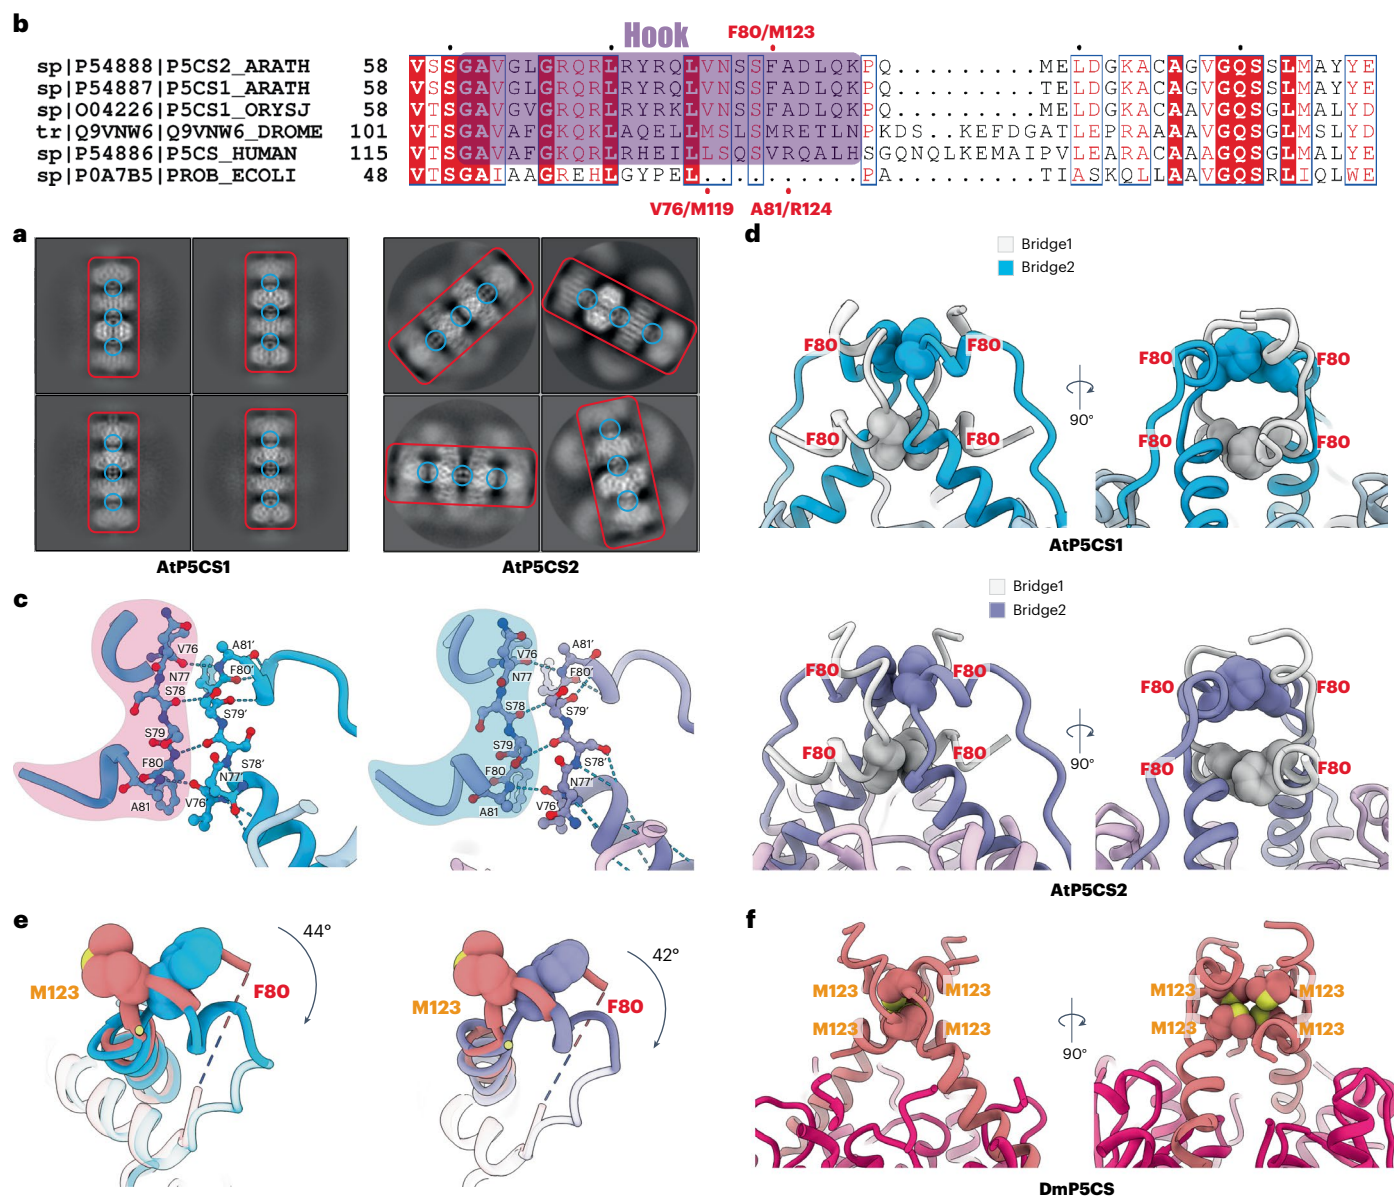 b
Hook F80/M123
sp|P54888|P5CS2_ARATH 58 VSSGAVGLGRQRLRYRQLVNSSFADLQKPQ.........MELDGKACAGVGQSSLMAYYE
sp|P54887|P5CS1_ARATH 58 VSSGAVGLGRQRLRYRQLVNSSFADLQKPQ.........TELDGKACAGVGQSSLMAYYE
sp|O04226|P5CS1_ORYSJ 58 VTSGAVGVGRQRLRYRKLVNSSFADLQKPQ.........MELDGKACAAVGQSGLMALYD
tr|Q9VNW6|Q9VNW6_DROME 101 VTSGAVAFGKQKLAQELLMSLSMRETLNPKDS..KEFDGATLEPRAAAAVGQSGLMSLYD
sp|P54886|P5CS_HUMAN 115 VTSGAVAFGKQRLRHEILLSQSVRQALHSGQNQLKEMAIPVLEARACAAVGQSGLMALYE
sp|P0A7B5|PROB_ECOLI 48 VTSGAIAAGREHLGYPEL..........PA.........TIASKQLLAAVGQSRLIQLWE
V76/M119 A81/R124
a
AtP5CS1 AtP5CS2
d
Bridge1
Bridge2
F80 F80 F80 F80
F80 F80 F80 F80
90°
AtP5CS1
Bridge1
Bridge2
F80 F80 F80 F80
F80 F80 F80 F80
90°
AtP5CS2
c
V76 A81′
N77 F80′
S78
S79′
S79
F80 S78′
N77′
A81 V76′
V76 A81′
N77 F80′
S78 S79′
S79
F80 S78′
N77′
A81 V76′
e
44°
M123 F80
42°
M123 F80
f
M123 M123 M123 M123
M123 M123 M123 M123
90°
DmP5CS